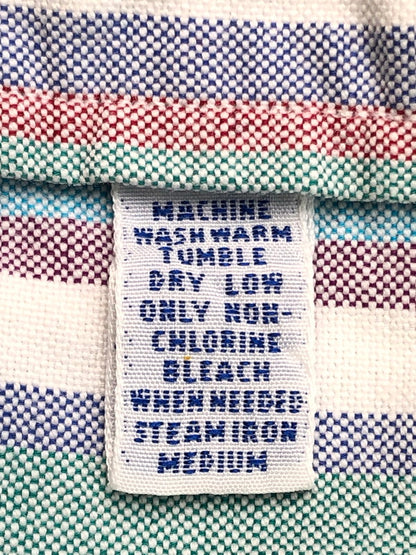 MACHINE
WASH WARM
TUMBLE
DRY LOW
ONLY NON-
CHLORINE
BLEACH
WHEN NEEDED
STEAM IRON
MEDIUM